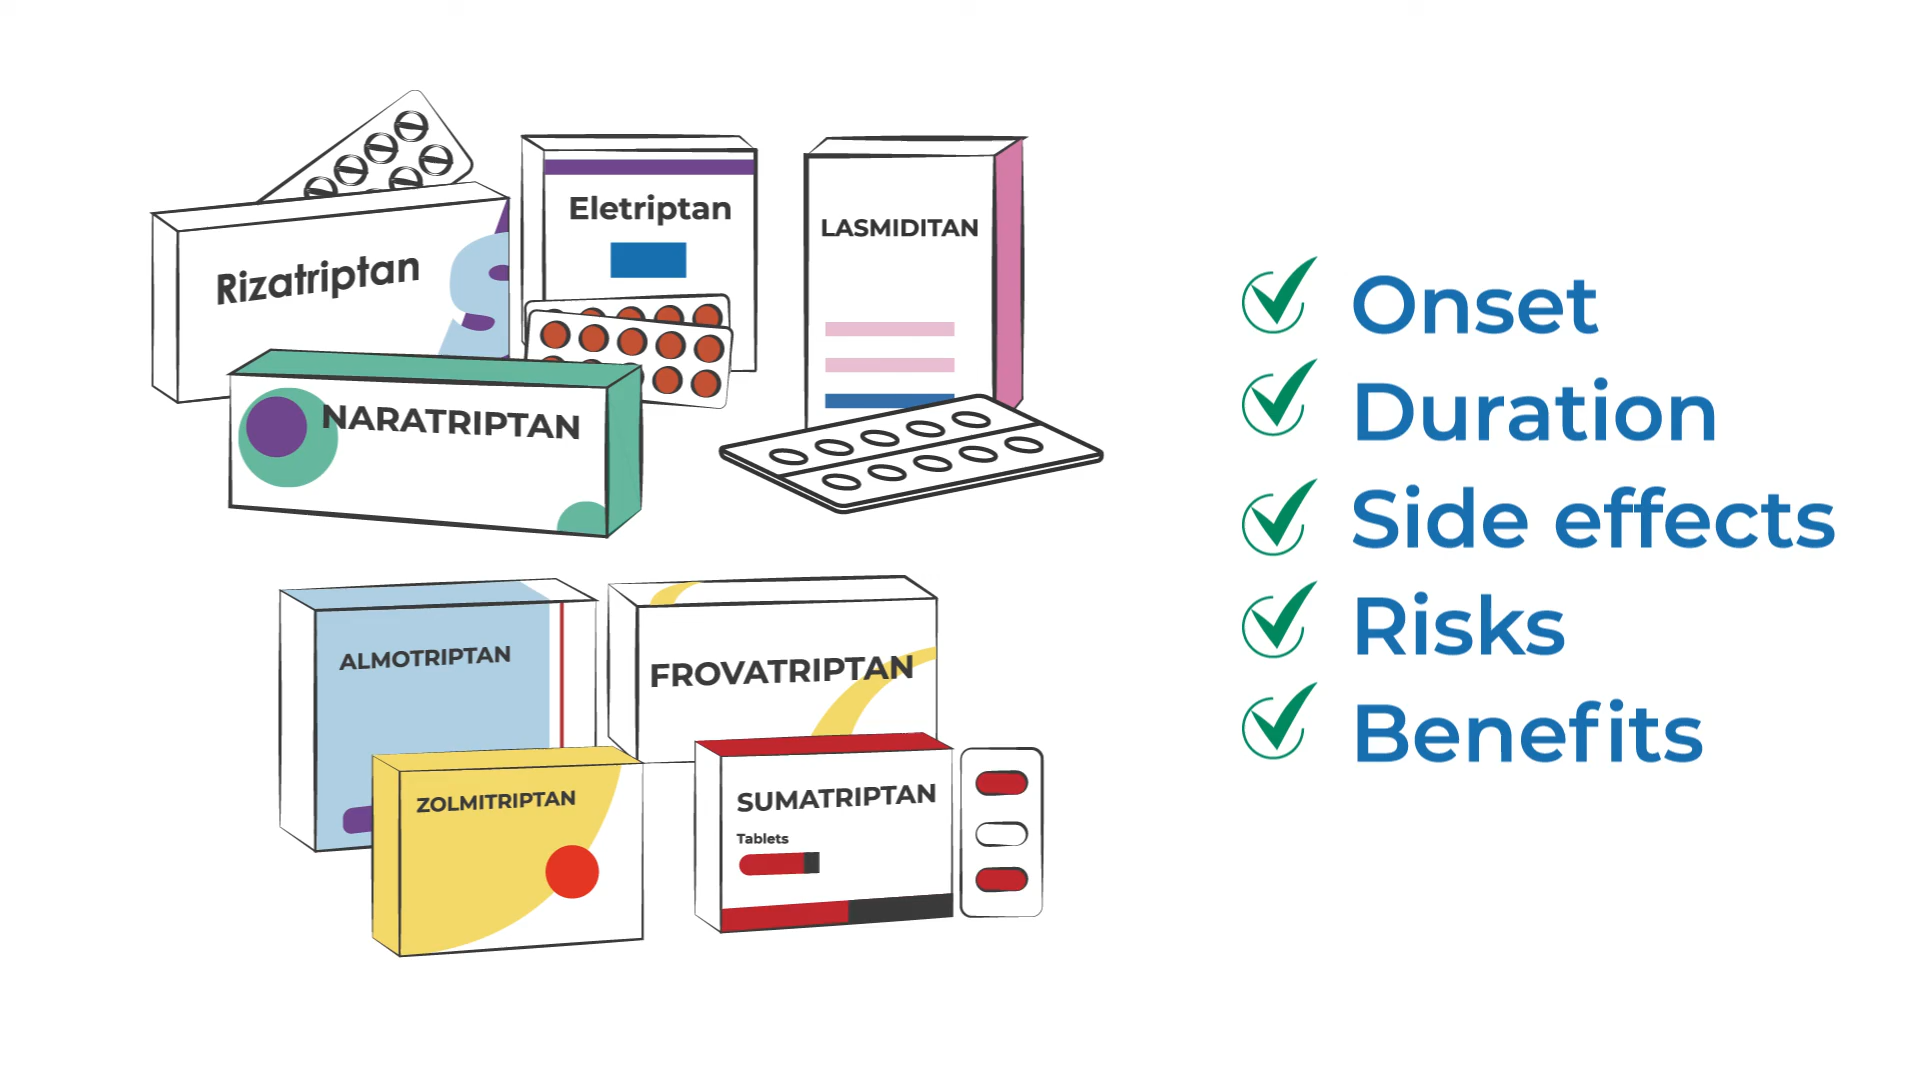 Rizatriptan
Eletriptan
LASMIDITAN
NARATRIPTAN
ALMOTRIPTAN
FROVATRIPTAN
ZOLMITRIPTAN
SUMATRIPTAN
Tablets
Onset
Duration
Side effects
Risks
Benefits